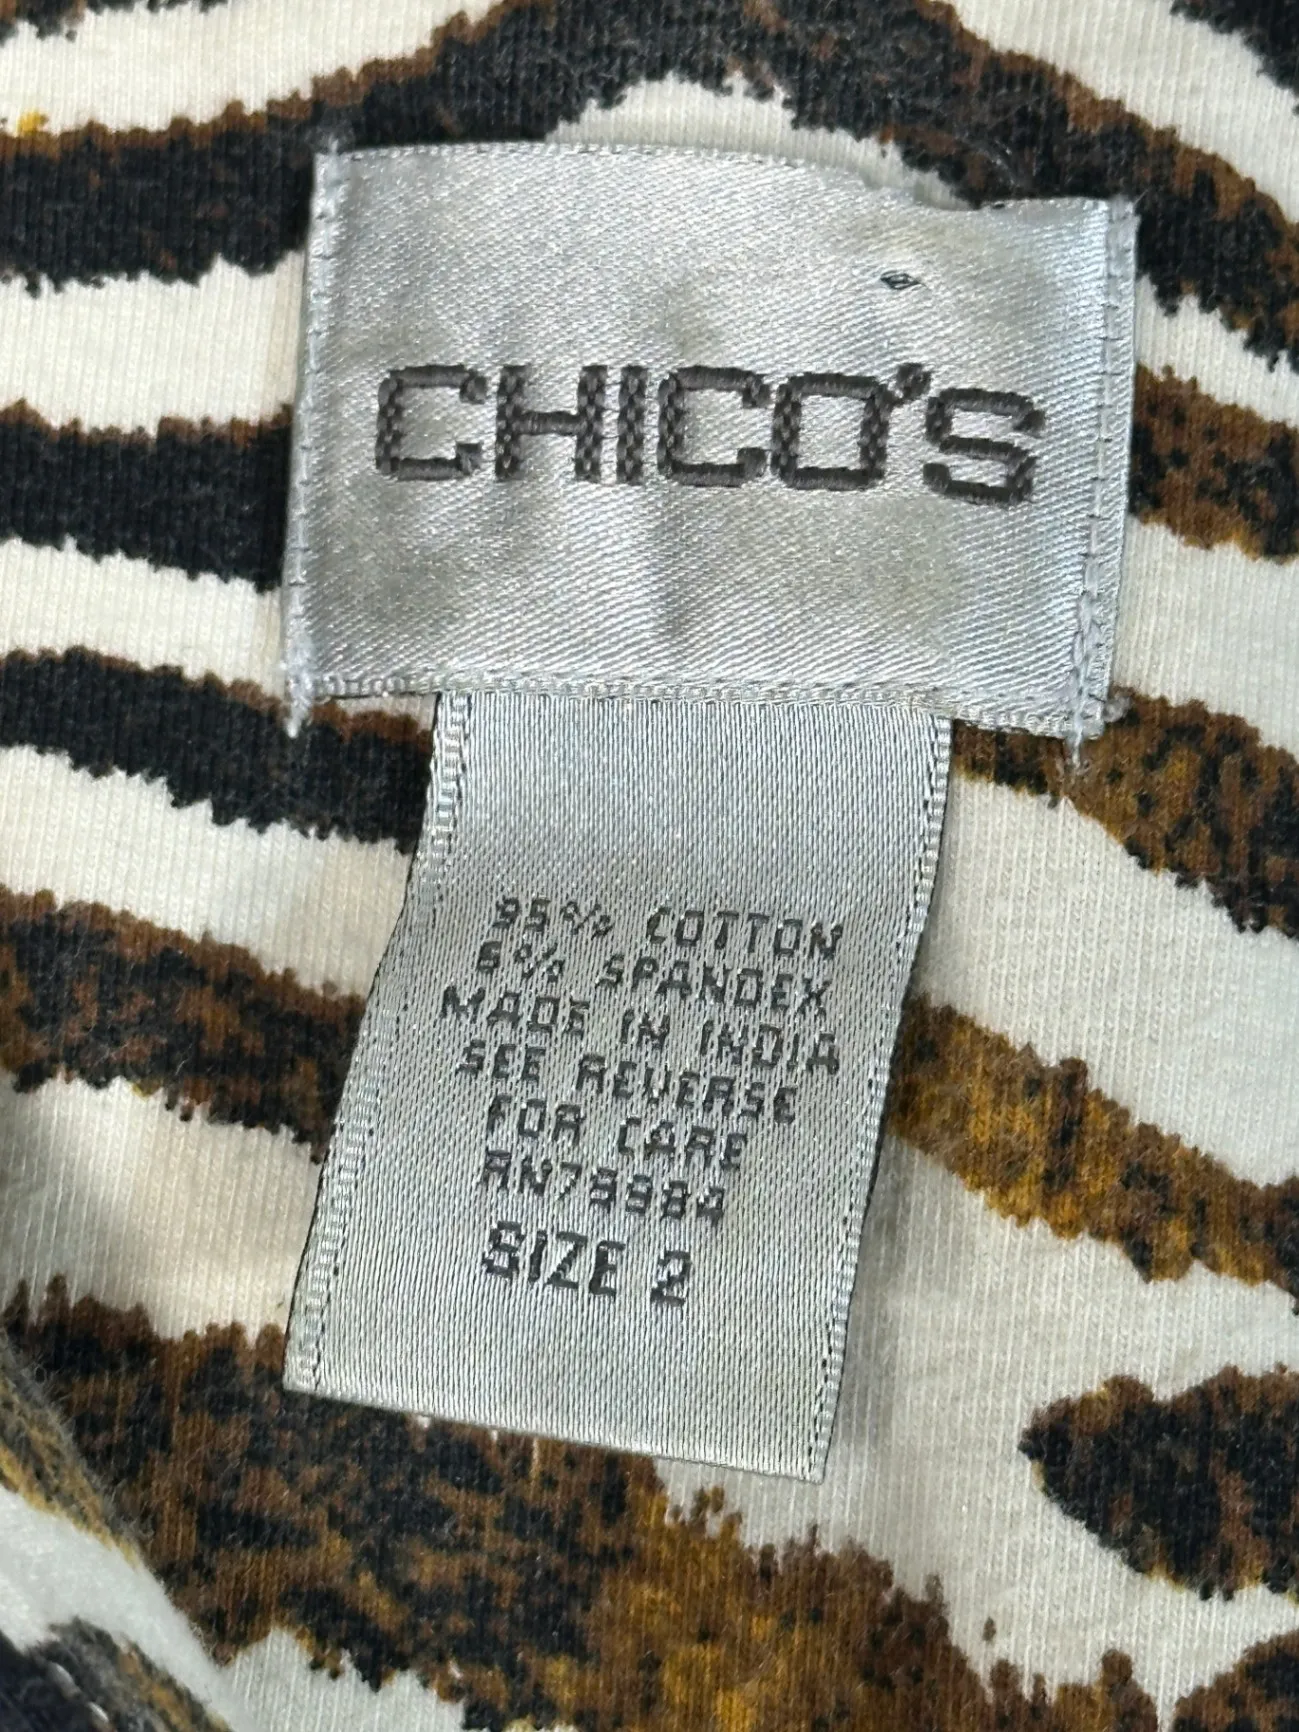 CHICO'S
95% COTTON
5% SPANDEX
MADE IN INDIA
SEE REVERSE
FOR CARE
RN79984
SIZE 2